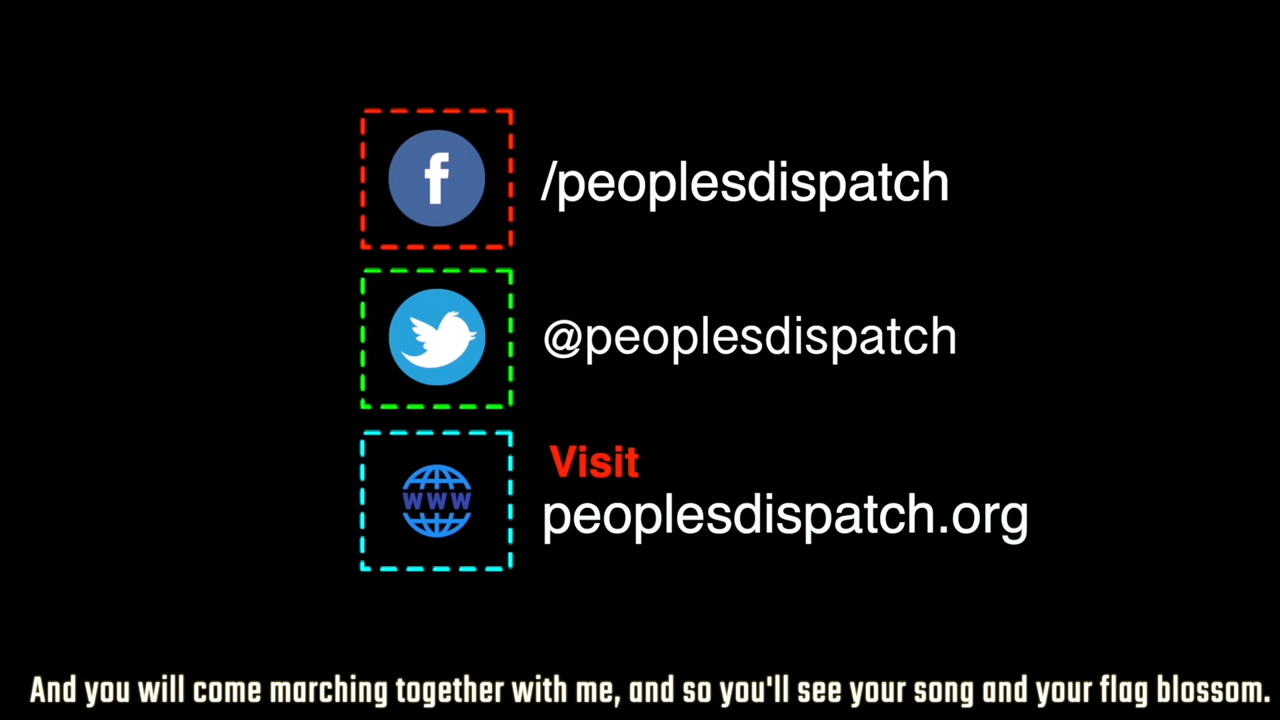 f
/peoplesdispatch
@peoplesdispatch
Visit
www
peoplesdispatch.org
And you will come marching together with me, and so you'll see your song and your flag blossom.